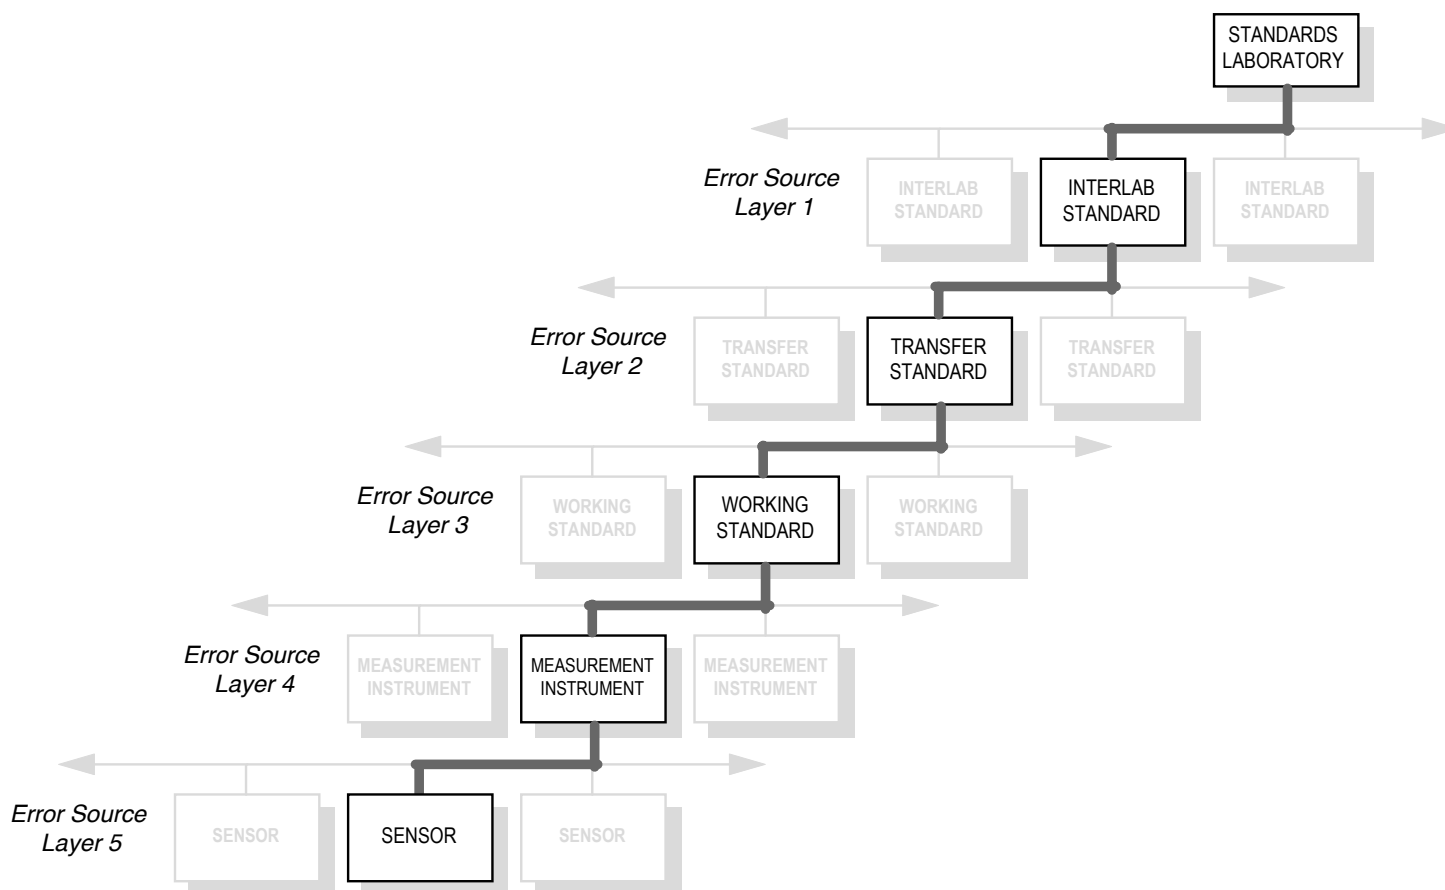 STANDARDS
LABORATORY
Error Source
Layer 1
INTERLAB
STANDARD
INTERLAB
STANDARD
INTERLAB
STANDARD
Error Source
Layer 2
TRANSFER
STANDARD
TRANSFER
STANDARD
TRANSFER
STANDARD
Error Source
Layer 3
WORKING
STANDARD
WORKING
STANDARD
WORKING
STANDARD
Error Source
Layer 4
MEASUREMENT
INSTRUMENT
MEASUREMENT
INSTRUMENT
MEASUREMENT
INSTRUMENT
Error Source
Layer 5
SENSOR
SENSOR
SENSOR